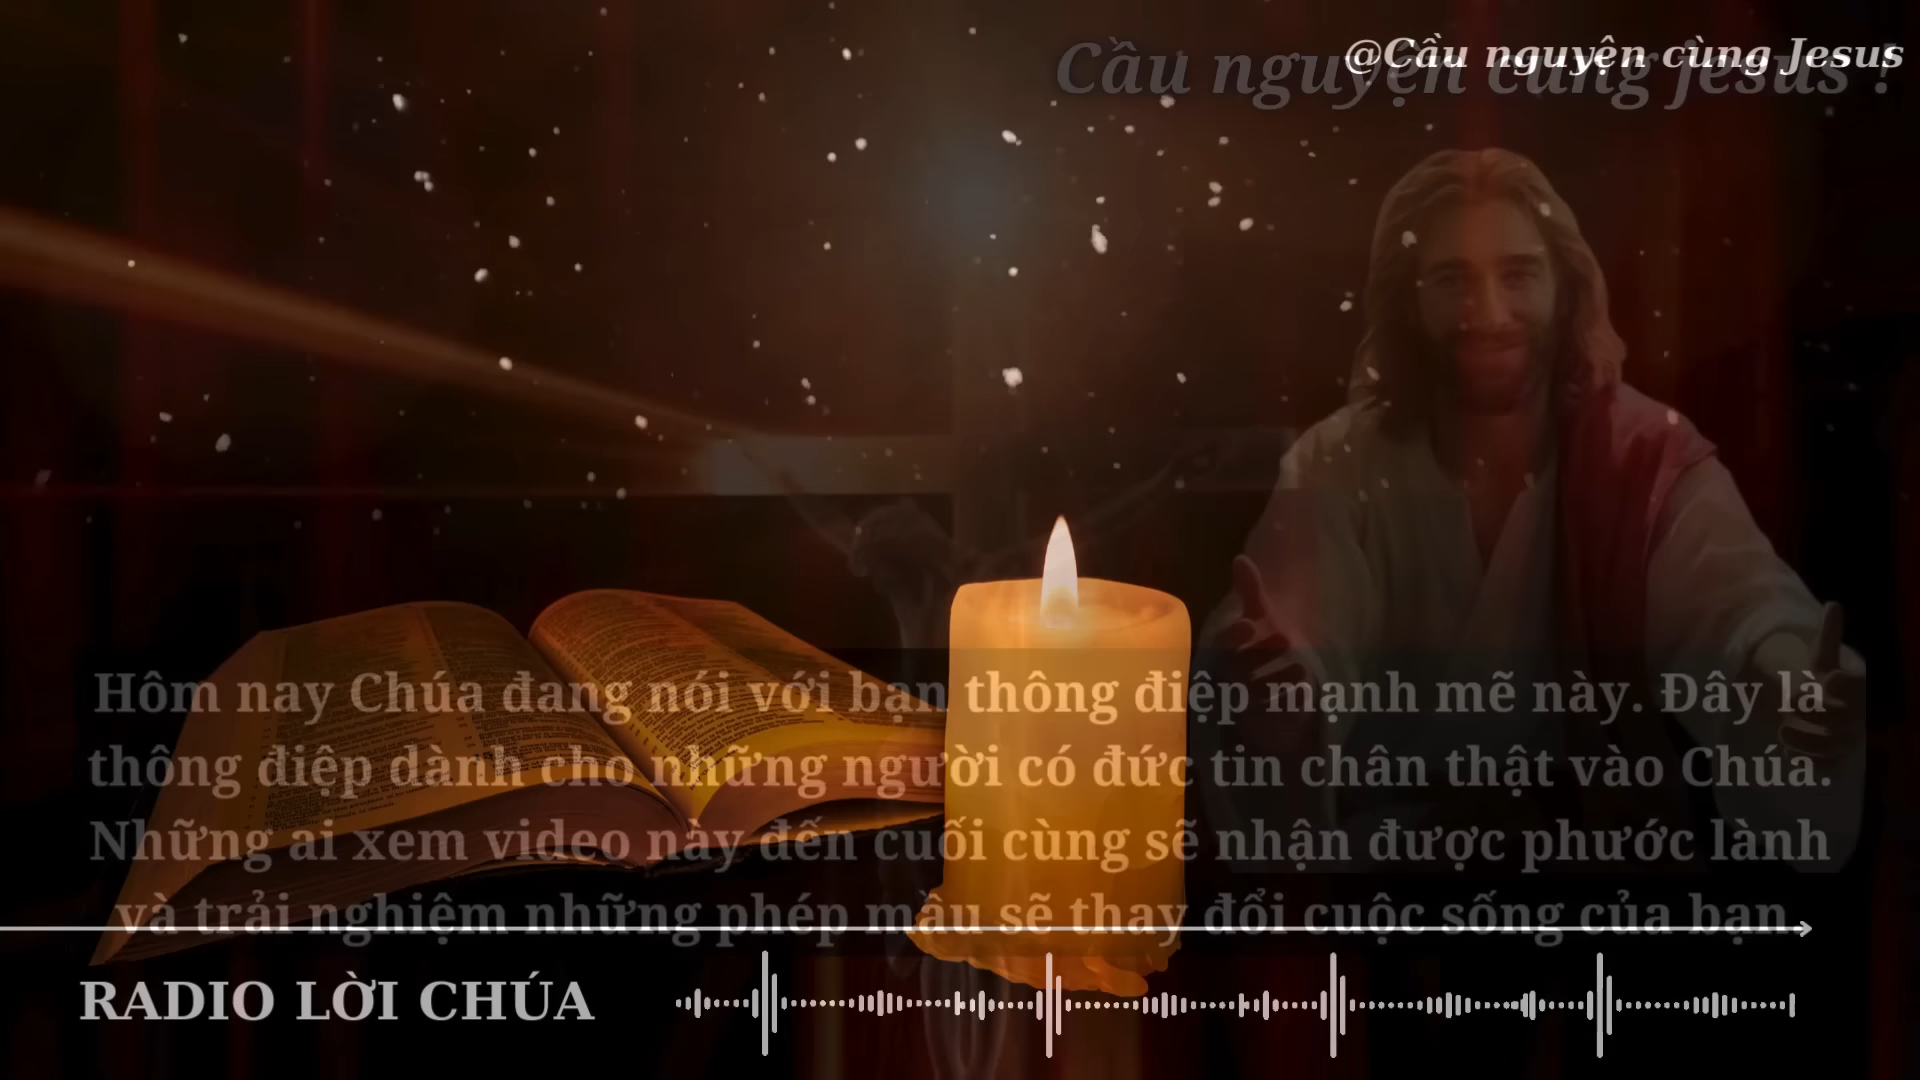 @Cầu nguyện cùng Jesus
Cầu nguyện cùng jesus !
Hôm nay Chúa đang nói với bạn thông điệp mạnh mẽ này. Đây là
thông điệp dành cho những người có đức tin chân thật vào Chúa.
Những ai xem video này đến cuối cùng sẽ nhận được phước lành
và trải nghiệm những phép mầu sẽ thay đổi cuộc sống của bạn.
RADIO LỜI CHÚA